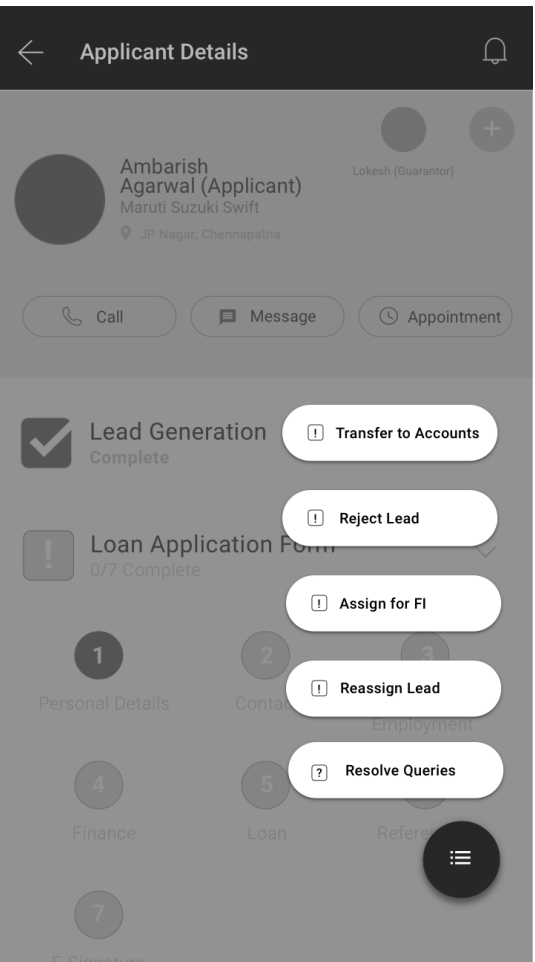 Applicant Details
+
Lokesh (Guarantor)
Ambarish
Agarwal (Applicant)
Maruti Suzuki Swift
JP Nagar, Chennapatna
Call
Message
Appointment
Lead Generation
Complete
! Transfer to Accounts
! Reject Lead
! Loan Application Form
0/7 Complete
! Assign for FI
1
2
3
Personal Details
! Reassign Lead
Employment
? Resolve Queries
4
5
Finance
Loan
7
E-Signature